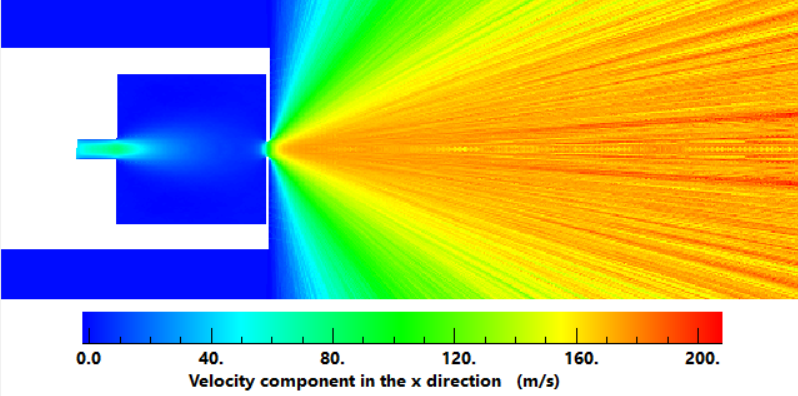 0.0 40. 80. 120. 160. 200.
Velocity component in the x direction (m/s)